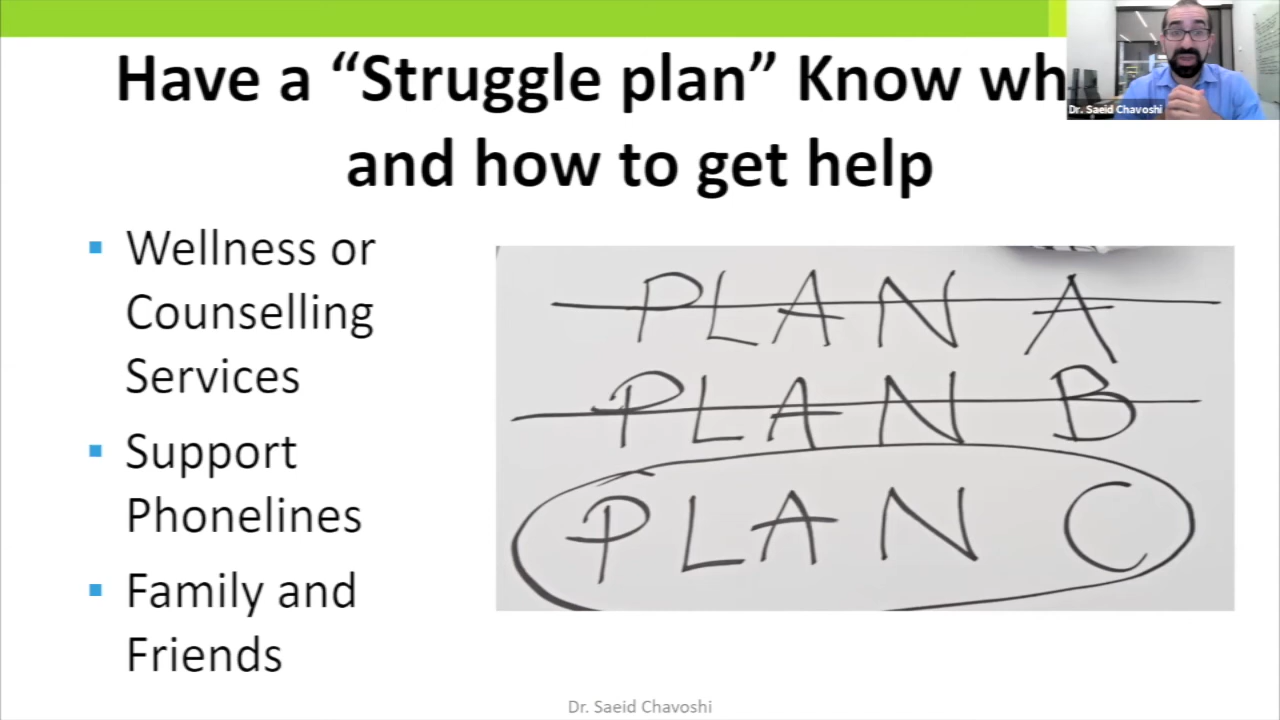 Have a “Struggle plan” Know wh
and how to get help
Dr. Saeid Chavoshi
Wellness or
Counselling
Services
Support
Phonelines
Family and
Friends
PLAN A
PLAN B
PLAN C
Dr. Saeid Chavoshi